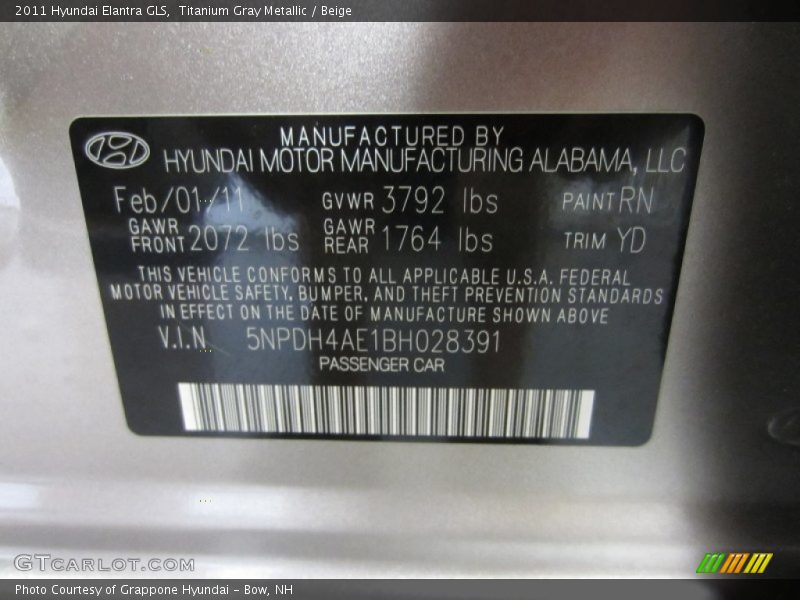 2011 Hyundai Elantra GLS,  Titanium Gray Metallic / Beige
MANUFACTURED BY
HYUNDAI MOTOR MANUFACTURING ALABAMA, LLC
Feb/01/11 GVWR 3792 lbs PAINT RN
GAWR FRONT 2072 lbs GAWR REAR 1764 lbs TRIM YD
THIS VEHICLE CONFORMS TO ALL APPLICABLE U.S.A. FEDERAL
MOTOR VEHICLE SAFETY, BUMPER, AND THEFT PREVENTION STANDARDS
IN EFFECT ON THE DATE OF MANUFACTURE SHOWN ABOVE
V.I.N. 5NPDH4AE1BH028391
PASSENGER CAR
GTCARLOT.COM
Photo Courtesy of Grappone Hyundai – Bow, NH